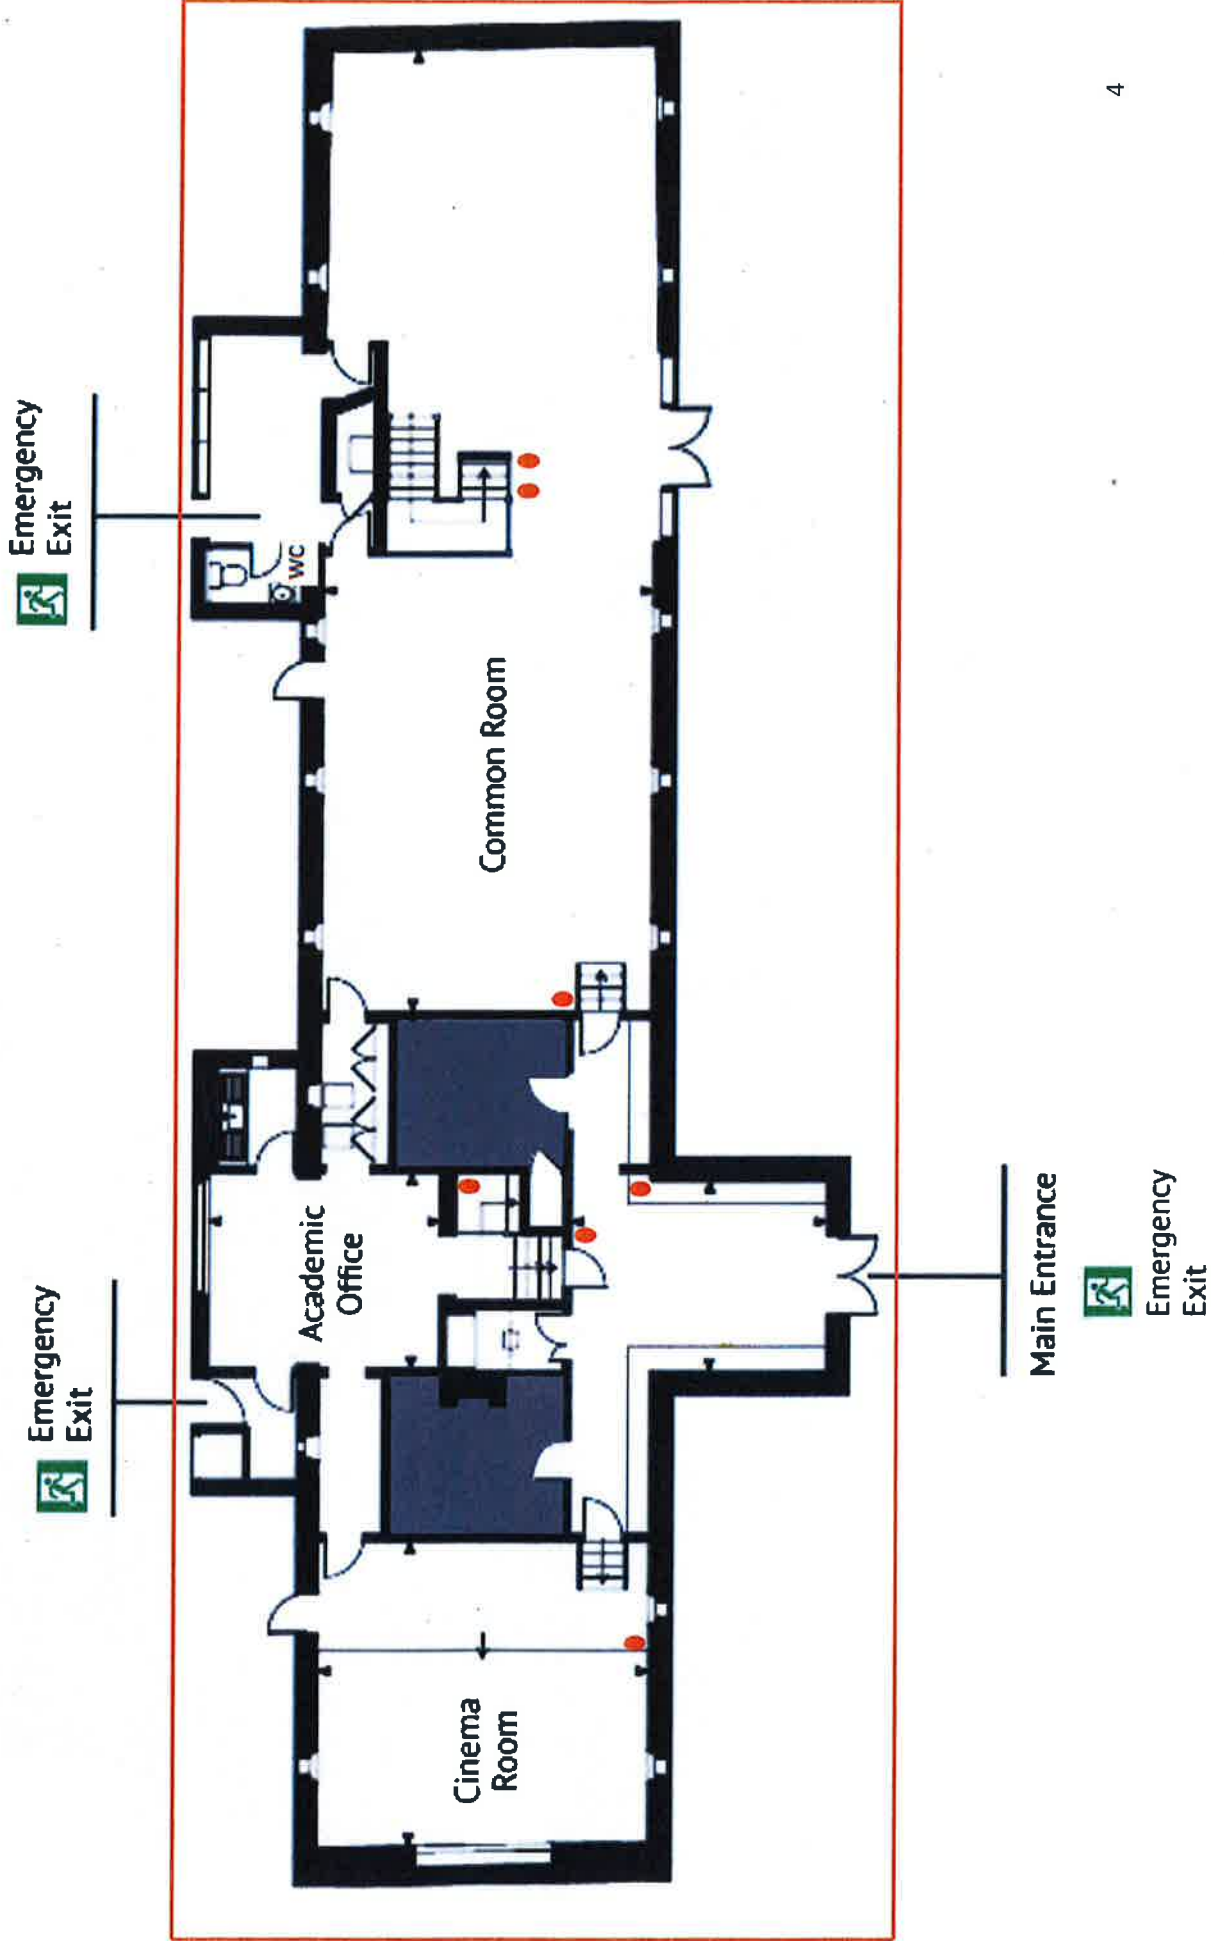 Emergency
Exit
Emergency
Exit
WC
Academic
Office
Common Room
Cinema
Room
Main Entrance
Emergency
Exit
4